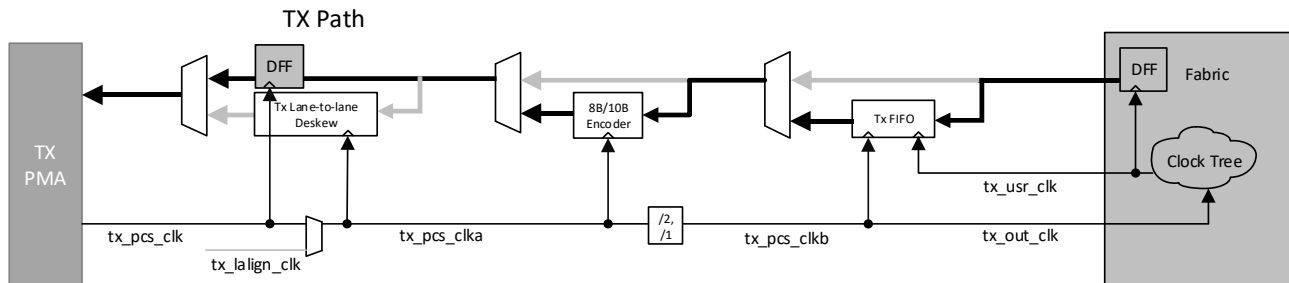 TX Path
DFF
Tx Lane-to-lane
Deskew
8B/10B
Encoder
Tx FIFO
DFF
Fabric
Clock Tree
TX
PMA
tx_usr_clk
/2,
/1
tx_pcs_clk
tx_pcs_clka
tx_pcs_clkb
tx_out_clk
tx_lalign_clk